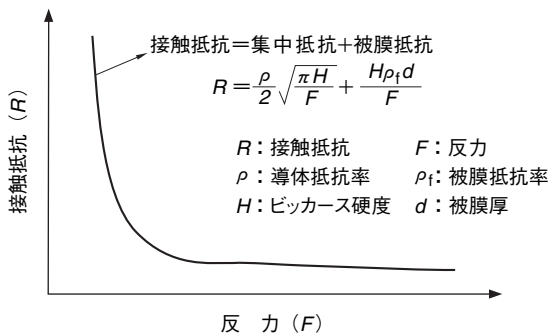 接触抵抗＝集中抵抗＋被膜抵抗
R＝ρ/2 √(πH/F) ＋ Hρf d/F
R：接触抵抗 F：反力
ρ：導体抵抗率 ρf：被膜抵抗率
H：ビッカース硬度 d：被膜厚
接触抵抗（R）
反 力（F）